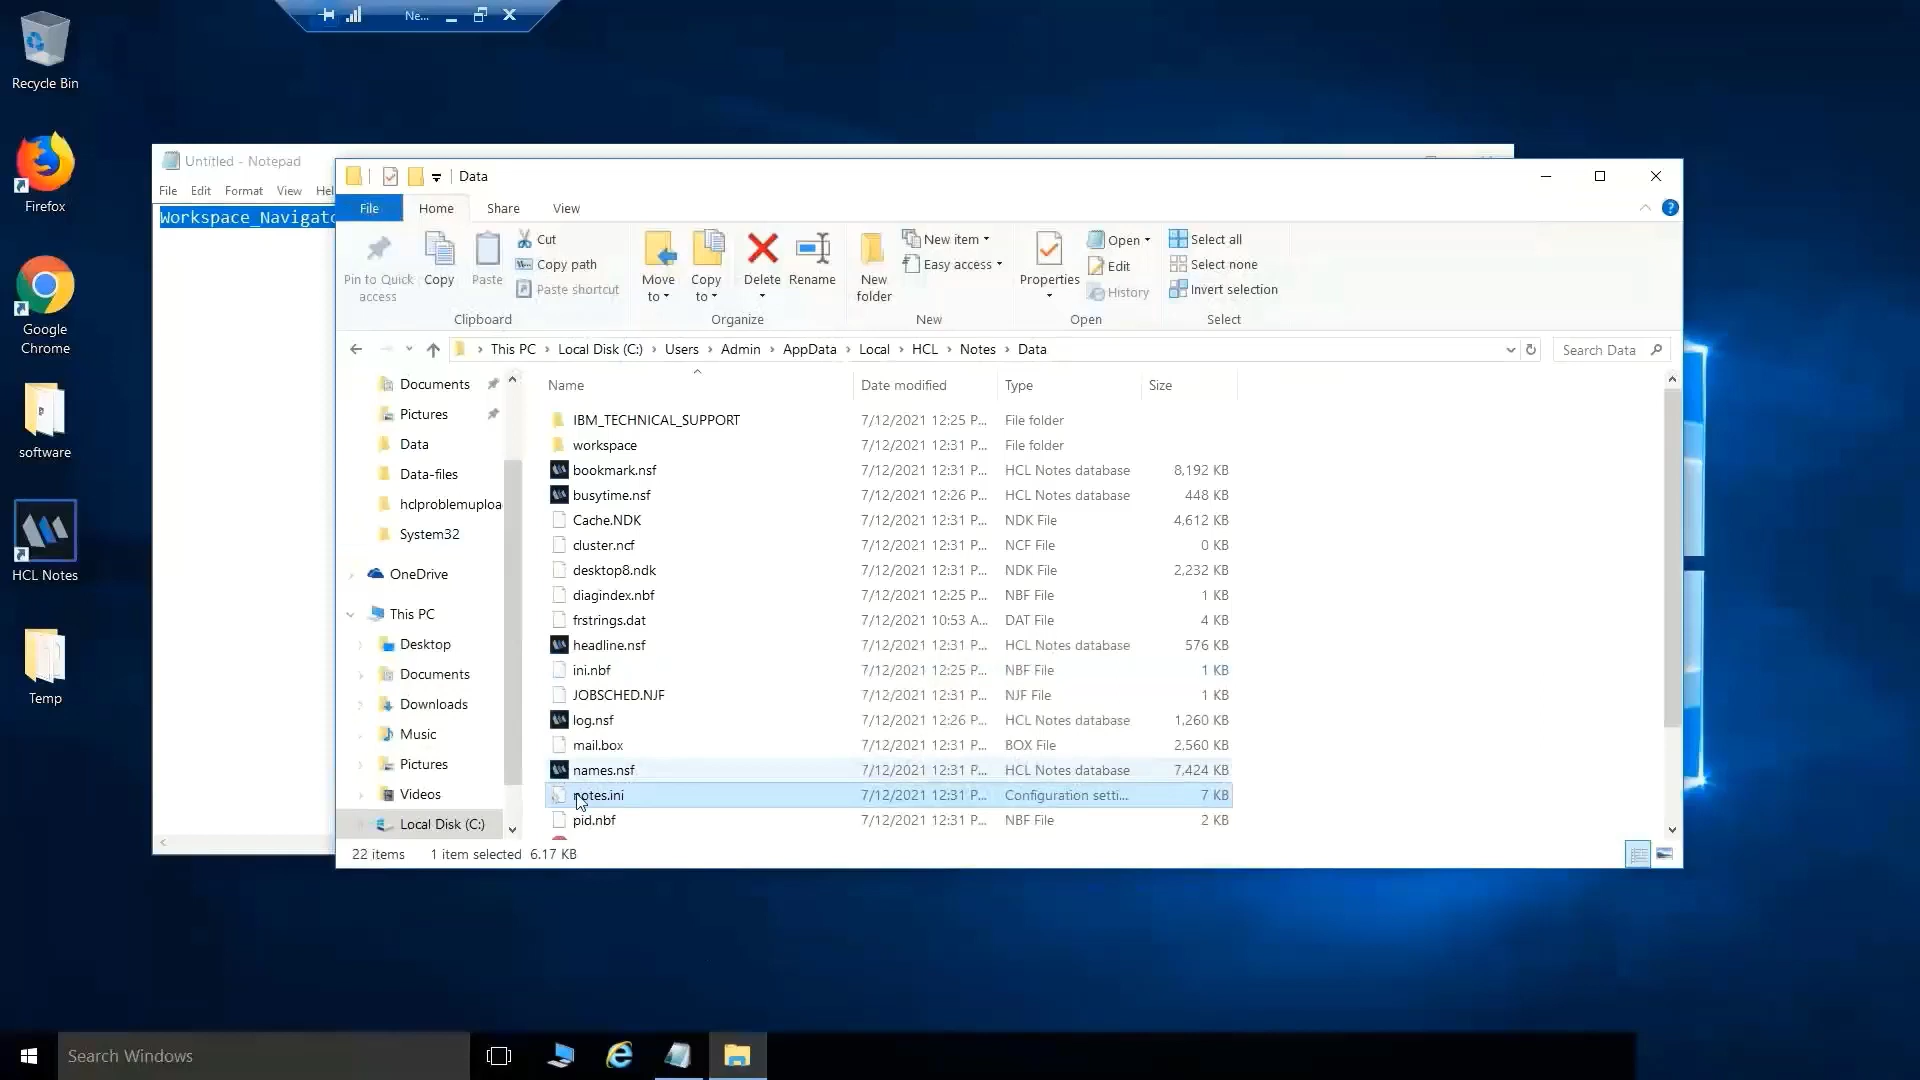 Ne...
Recycle Bin
Firefox
Google
Chrome
software
HCL Notes
Temp
Untitled - Notepad
File Edit Format View Hel
Workspace_Navigato
Data
File Home Share View
Pin to Quick
access
Copy
Paste
Cut
Copy path
Paste shortcut
Clipboard
Move
to
Copy
to
Delete
Rename
Organize
New
folder
New item
Easy access
New
Properties
Open
Edit
History
Open
Select all
Select none
Invert selection
Select
This PC Local Disk (C:) Users Admin AppData Local HCL Notes Data
Search Data
Documents
Pictures
Data
Data-files
hclproblemuploa
System32
OneDrive
This PC
Desktop
Documents
Downloads
Music
Pictures
Videos
Local Disk (C:)
Name Date modified Type Size
IBM_TECHNICAL_SUPPORT 7/12/2021 12:25 P... File folder
workspace 7/12/2021 12:31 P... File folder
bookmark.nsf 7/12/2021 12:31 P... HCL Notes database 8,192 KB
busytime.nsf 7/12/2021 12:26 P... HCL Notes database 448 KB
Cache.NDK 7/12/2021 12:31 P... NDK File 4,612 KB
cluster.ncf 7/12/2021 12:31 P... NCF File 0 KB
desktop8.ndk 7/12/2021 12:31 P... NDK File 2,232 KB
diagindex.nbf 7/12/2021 12:25 P... NBF File 1 KB
frstrings.dat 7/12/2021 10:53 A... DAT File 4 KB
headline.nsf 7/12/2021 12:31 P... HCL Notes database 576 KB
ini.nbf 7/12/2021 12:25 P... NBF File 1 KB
JOBSCHED.NJF 7/12/2021 12:31 P... NJF File 1 KB
log.nsf 7/12/2021 12:26 P... HCL Notes database 1,260 KB
mail.box 7/12/2021 12:31 P... BOX File 2,560 KB
names.nsf 7/12/2021 12:31 P... HCL Notes database 7,424 KB
notes.ini 7/12/2021 12:31 P... Configuration setti... 7 KB
pid.nbf 7/12/2021 12:31 P... NBF File 2 KB
22 items 1 item selected 6.17 KB
Search Windows